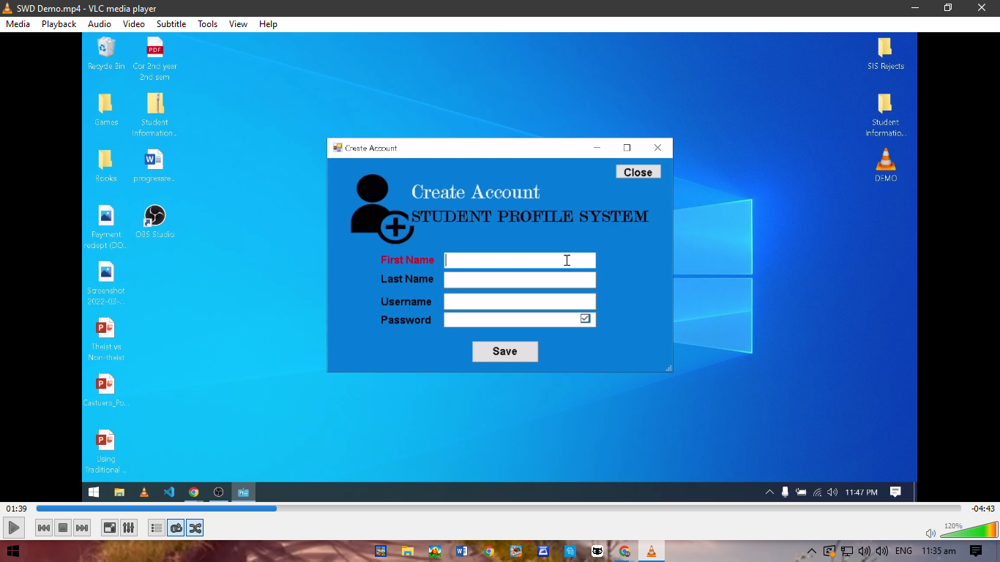 SWD Demo.mp4 - VLC media player
Media Playback Audio Video Subtitle Tools View Help
Recycle Bin
PDF
Cor 2nd year
2nd sem
SIS Rejects
Games
Student
Information...
Student
Informatio...
Books
progressre...
DEMO
Payment
redept (DO...
OBS Studio
Screenshot
2022-03-...
Theist vs
Non-theist
Castuera_Po...
Using
Traditional ...
Create Account
Close
Create Account
STUDENT PROFILE SYSTEM
First Name
Last Name
Username
Password
Save
11:47 PM
01:39
-04:43
120%
ENG 11:35 am